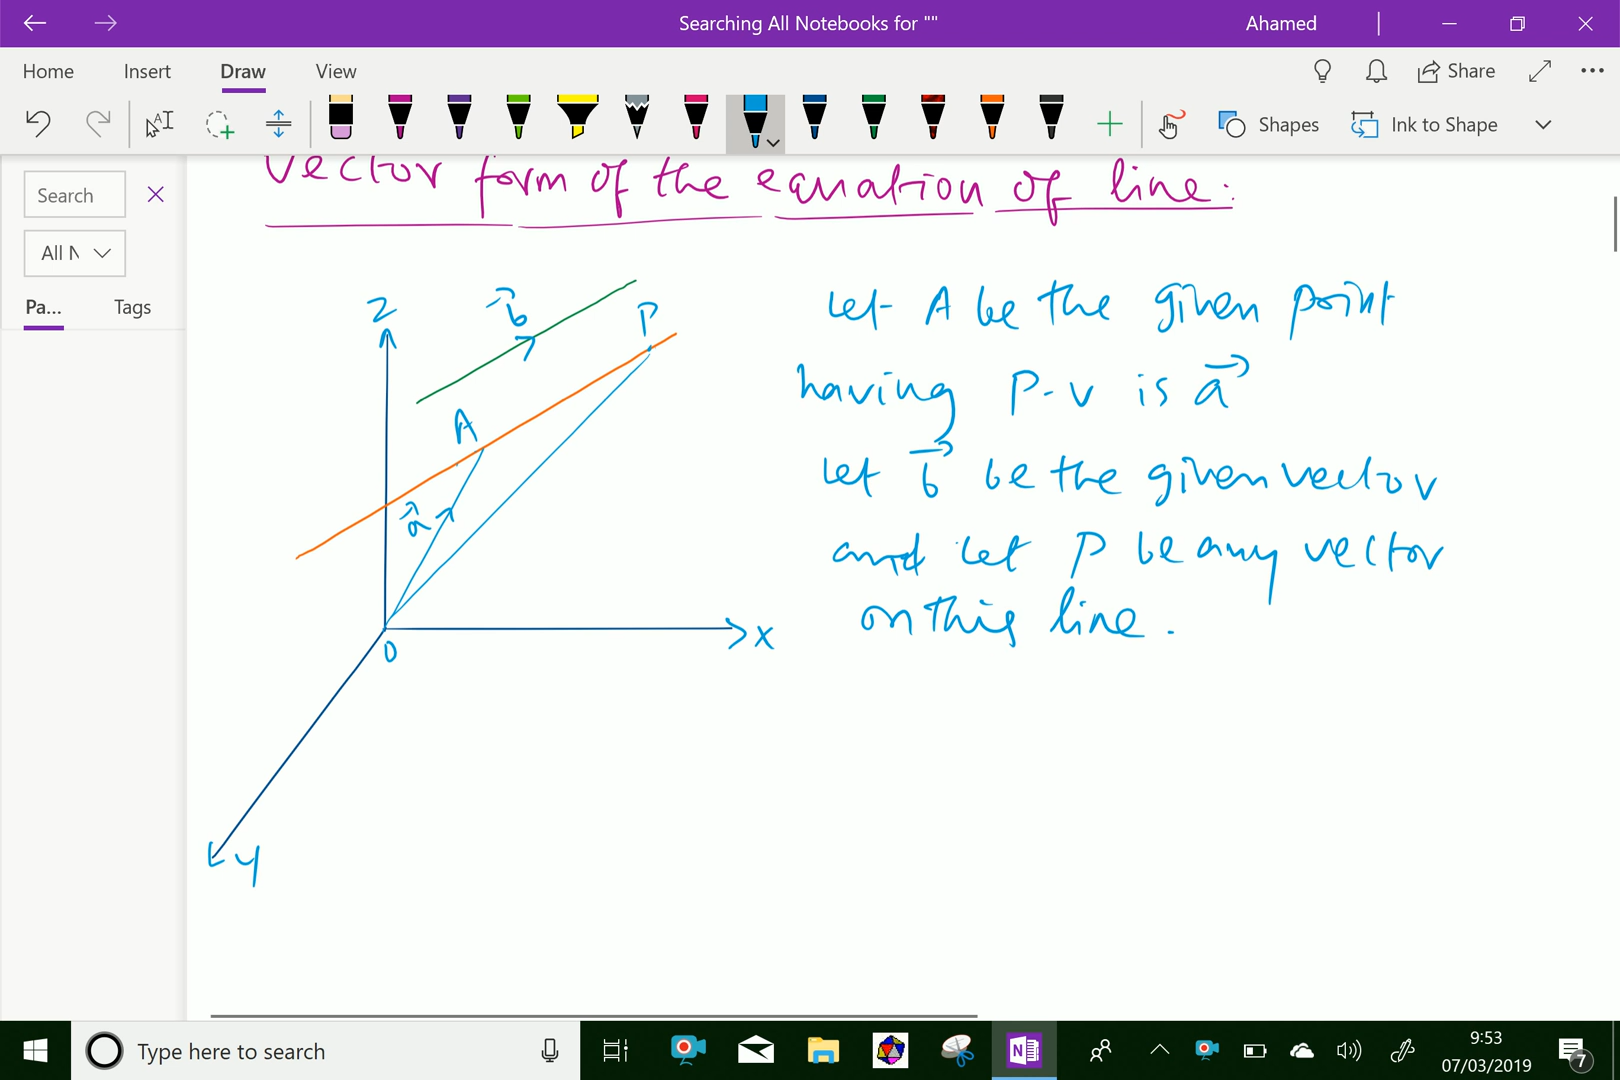 Searching All Notebooks for ""
Ahamed
Home Insert Draw View
Share
Shapes
Ink to Shape
Search
All N
Pa... Tags
Vector form of the equation of line:
Z
b⃗
P
A
a⃗
O
X
Y
Let A be the given point
having P-v is a⃗
Let b⃗ be the given vector
and let P be any vector
on this line.
Type here to search
9:53
07/03/2019
7